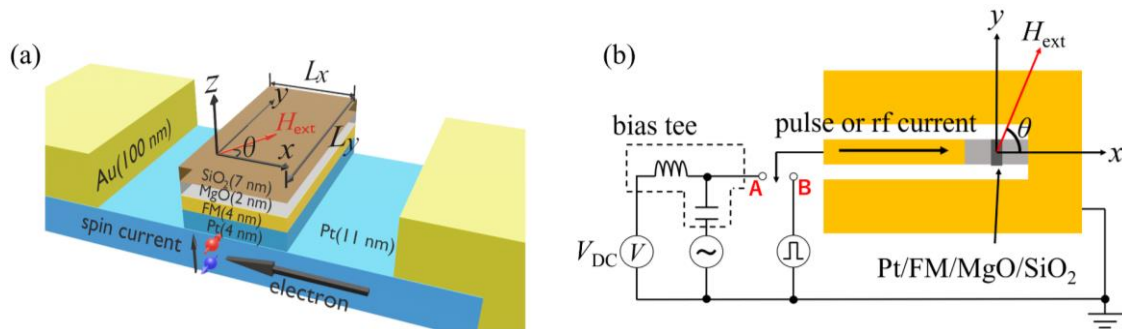 (a)
z
Lx
y
Hext
θ
x
Ly
Au(100 nm)
SiO2(7 nm)
MgO(2 nm)
FM(4 nm)
Pt(4 nm)
Pt(11 nm)
spin current
electron
(b)
y
Hext
bias tee
pulse or rf current
θ
x
A
B
VDC
V
~
Pt/FM/MgO/SiO2